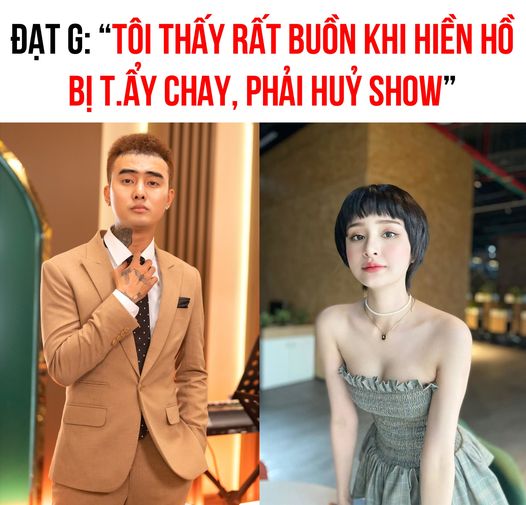 ĐẠT G: “TÔI THẤY RẤT BUỒN KHI HIỀN HỒ
BỊ T.ẨY CHAY, PHẢI HUỶ SHOW”